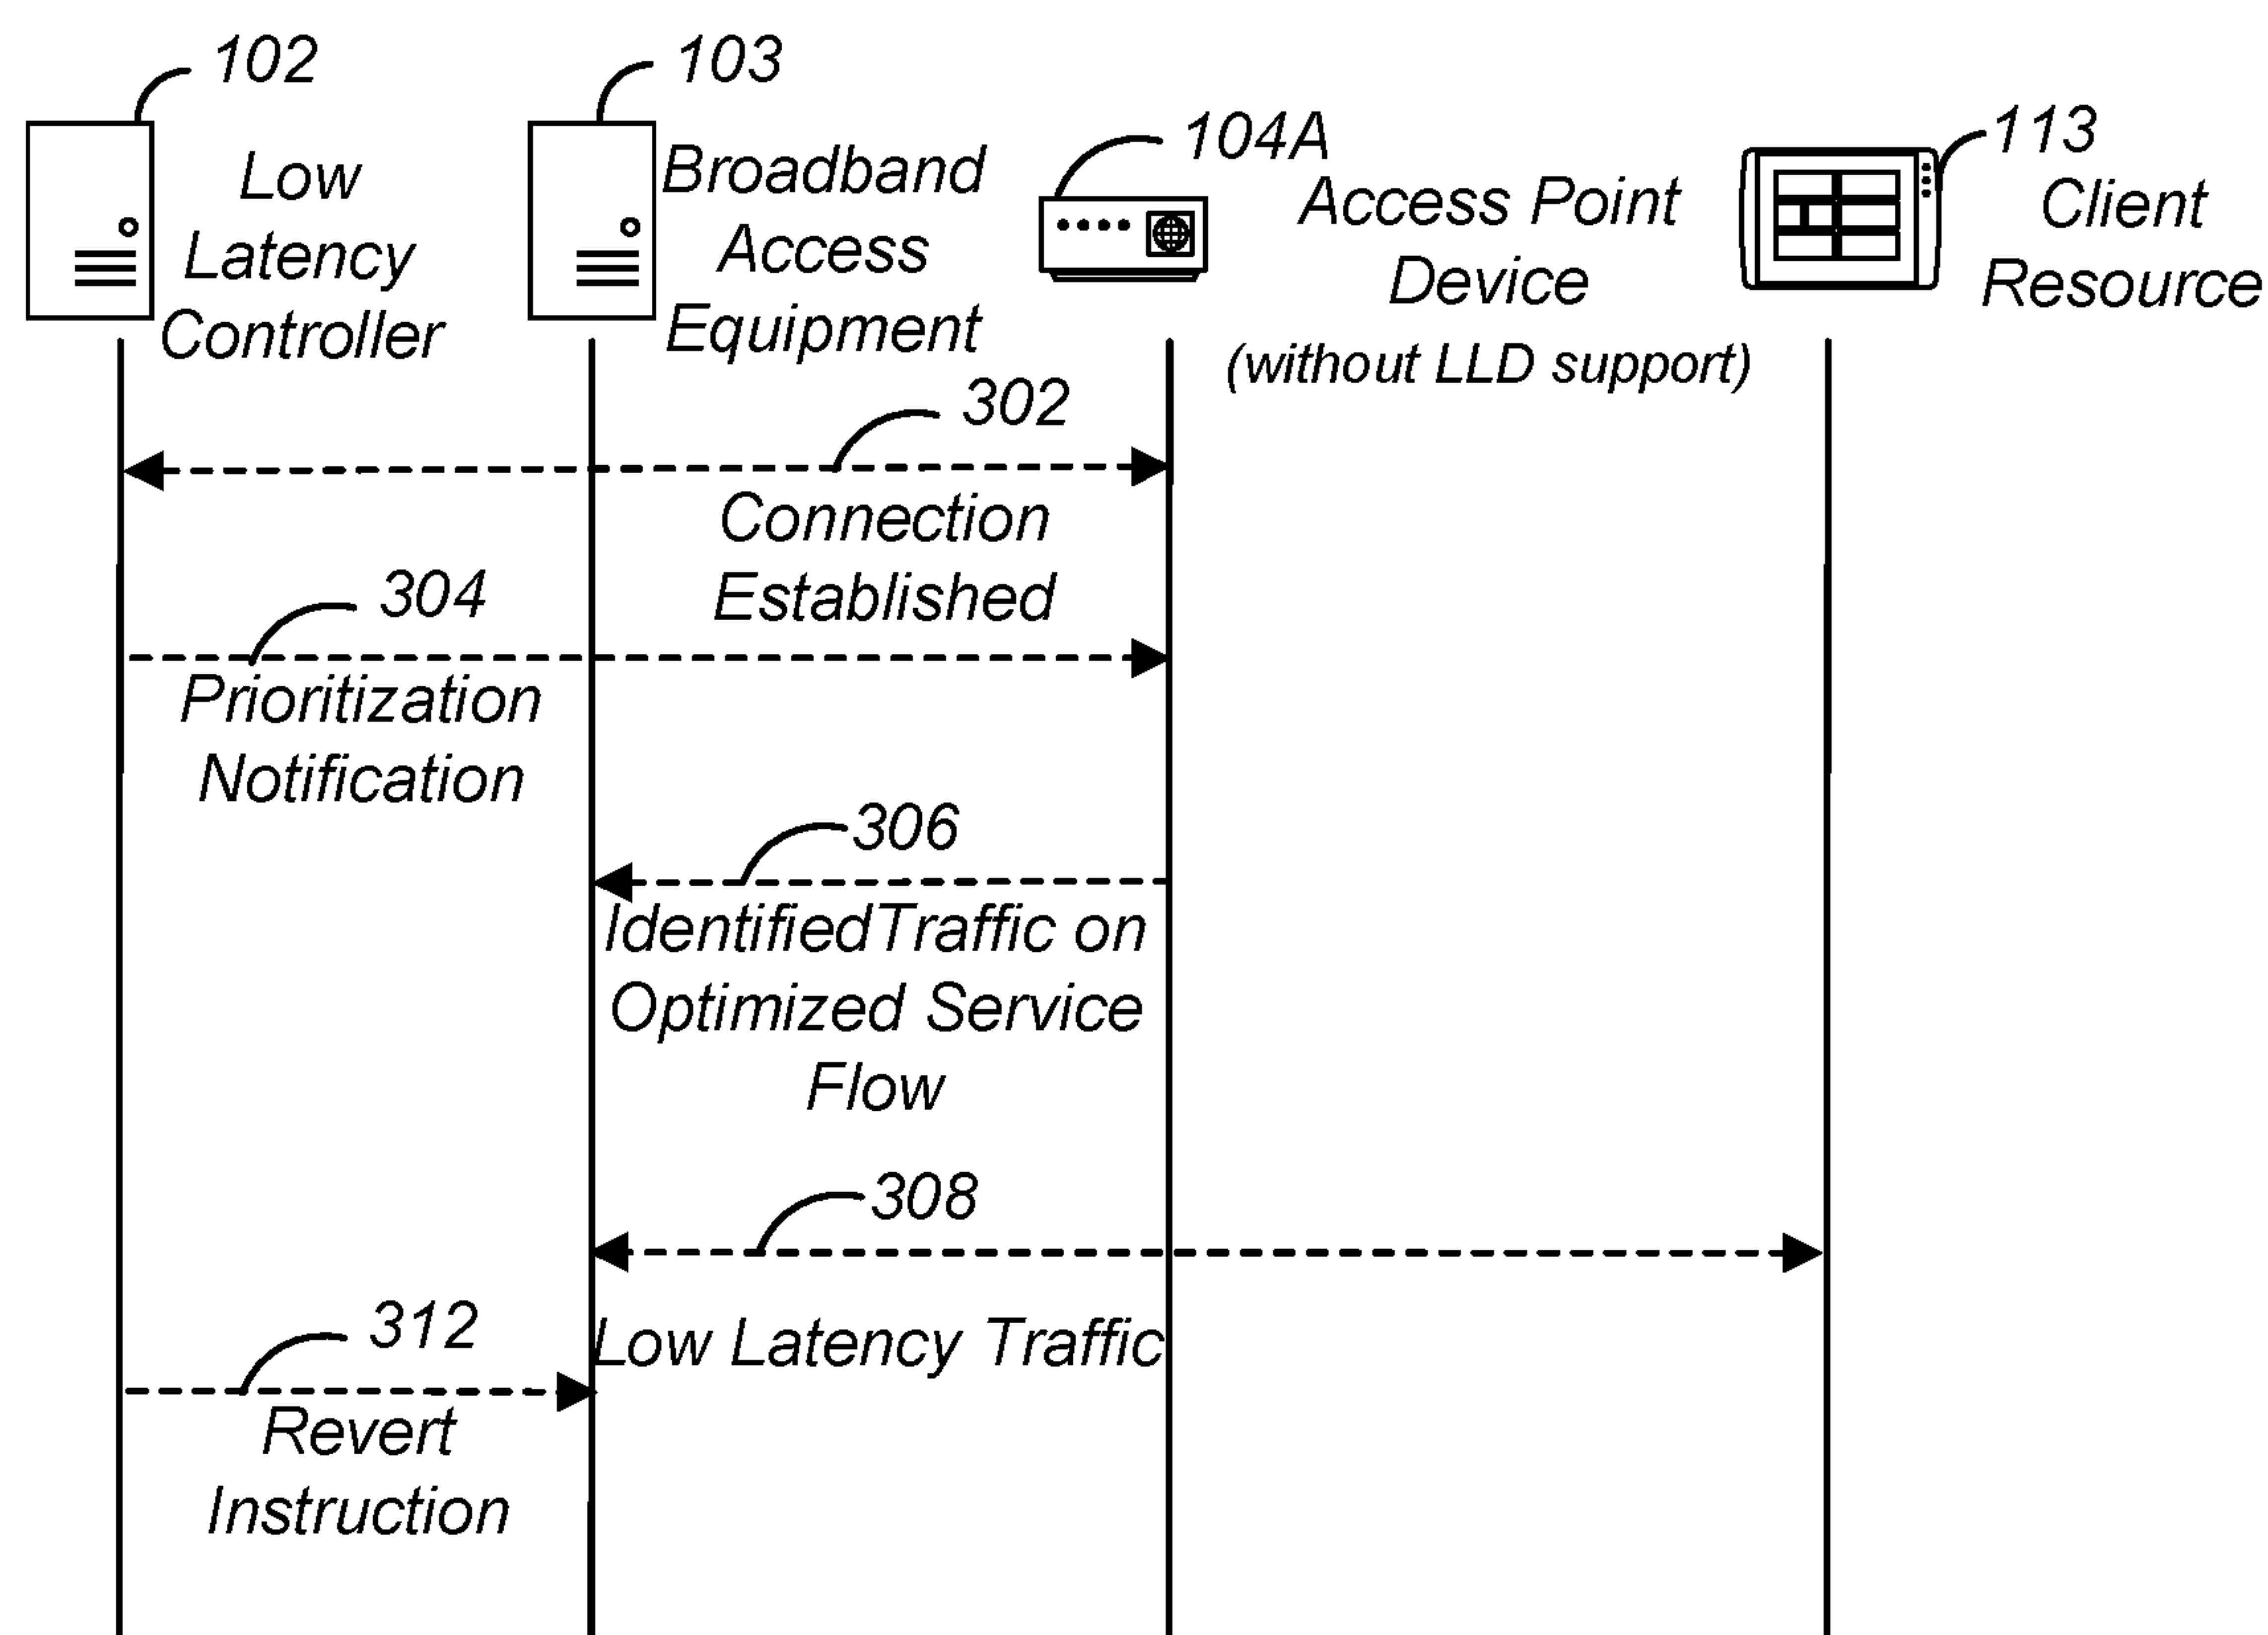 102
Low
Latency
Controller
103
Broadband
Access
Equipment
104A
Access Point
Device
(without LLD support)
113
Client
Resource
302
Connection
Established
304
Prioritization
Notification
306
IdentifiedTraffic on
Optimized Service
Flow
308
Low Latency Traffic
312
Revert
Instruction